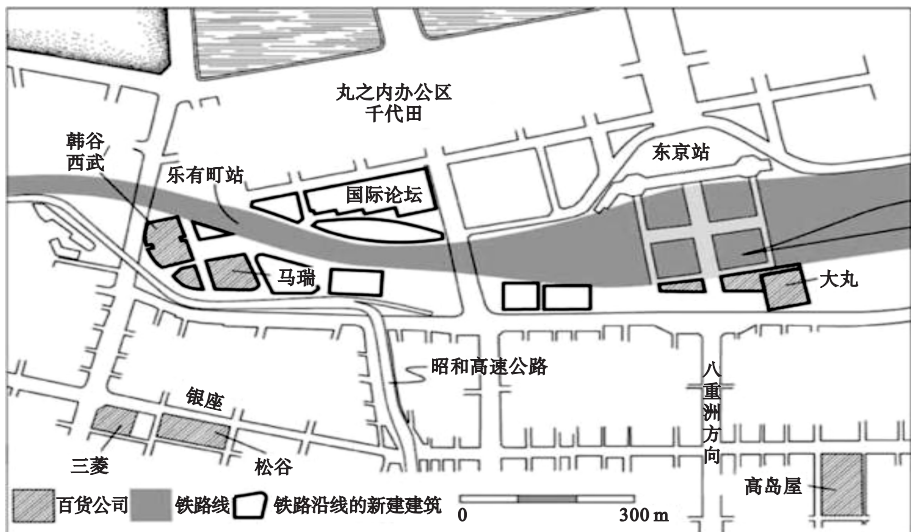 丸之内办公区
千代田
韩谷
西武
乐有町站
东京站
国际论坛
马瑞
大丸
昭和高速公路
八重洲方向
银座
三菱
松谷
高岛屋
百货公司
铁路线
铁路沿线的新建建筑
0
300 m